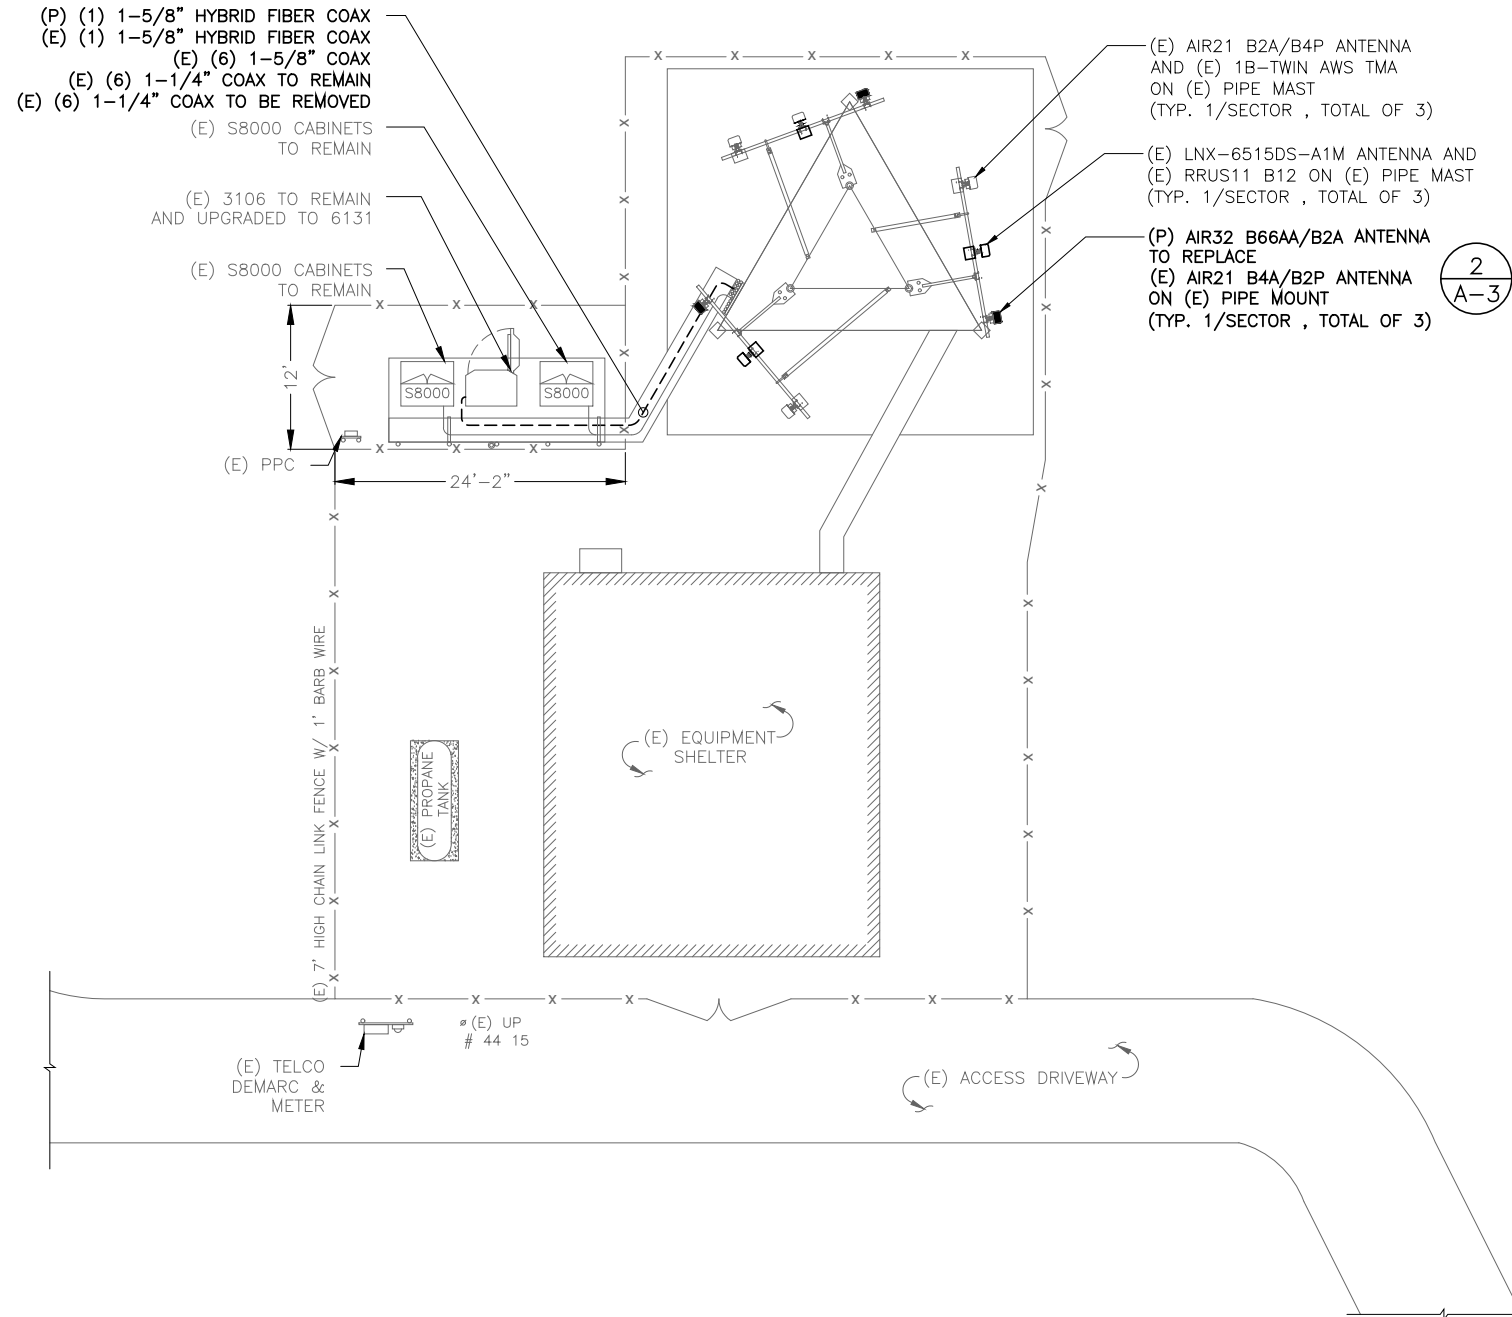 (P) (1) 1-5/8" HYBRID FIBER COAX
(E) (1) 1-5/8" HYBRID FIBER COAX
(E) (6) 1-5/8" COAX
(E) (6) 1-1/4" COAX TO REMAIN
(E) (6) 1-1/4" COAX TO BE REMOVED
(E) S8000 CABINETS
TO REMAIN
(E) 3106 TO REMAIN
AND UPGRADED TO 6131
(E) S8000 CABINETS
TO REMAIN
(E) AIR21 B2A/B4P ANTENNA
AND (E) 1B-TWIN AWS TMA
ON (E) PIPE MAST
(TYP. 1/SECTOR , TOTAL OF 3)
(E) LNX-6515DS-A1M ANTENNA AND
(E) RRUS11 B12 ON (E) PIPE MAST
(TYP. 1/SECTOR , TOTAL OF 3)
(P) AIR32 B66AA/B2A ANTENNA
TO REPLACE
(E) AIR21 B4A/B2P ANTENNA
ON (E) PIPE MOUNT
(TYP. 1/SECTOR , TOTAL OF 3)
2
A-3
12'
S8000
S8000
(E) PPC
24'-2"
(E) 7' HIGH CHAIN LINK FENCE W/ 1' BARB WIRE
(E) PROPANE
TANK
(E) EQUIPMENT
SHELTER
(E) UP
# 44 15
(E) TELCO
DEMARC &
METER
(E) ACCESS DRIVEWAY